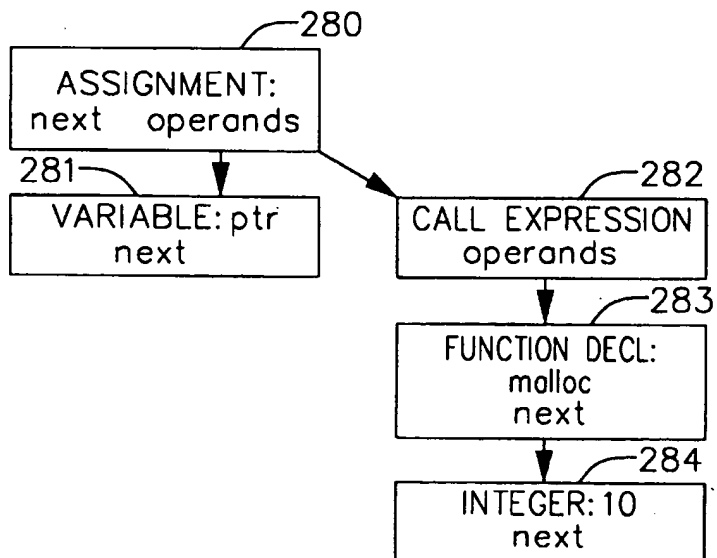 280
ASSIGNMENT:
next operands
281
VARIABLE: ptr
next
282
CALL EXPRESSION
operands
283
FUNCTION DECL:
malloc
next
284
INTEGER: 10
next